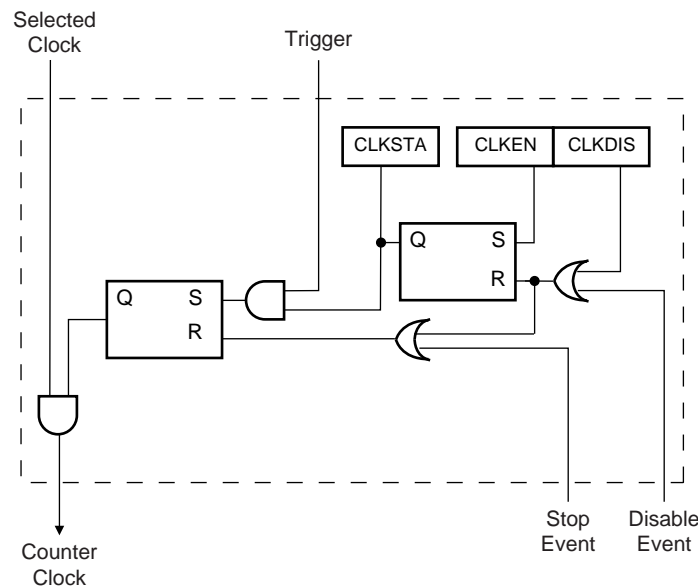 Selected
Clock
Trigger
CLKSTA
CLKEN
CLKDIS
Q
S
R
Q
S
R
Stop
Event
Disable
Event
Counter
Clock